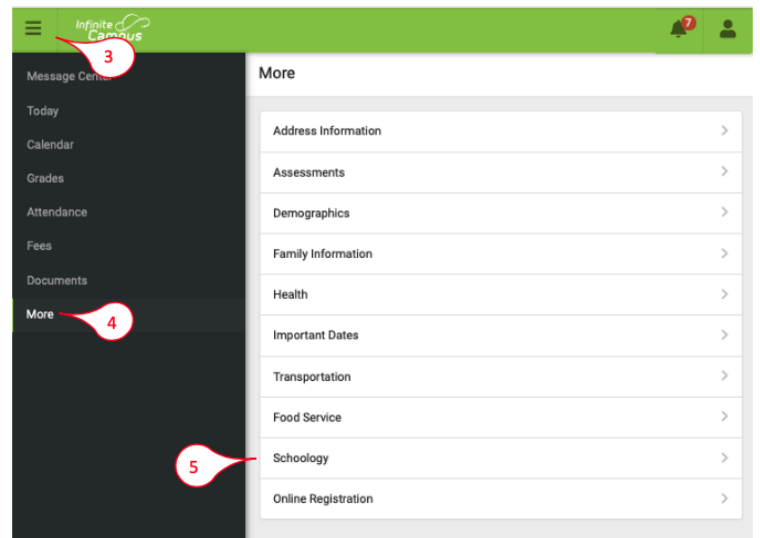 Infinite Campus
7
3
Message Center
Today
Calendar
Grades
Attendance
Fees
Documents
More
4
More
Address Information
Assessments
Demographics
Family Information
Health
Important Dates
Transportation
Food Service
5
Schoology
Online Registration